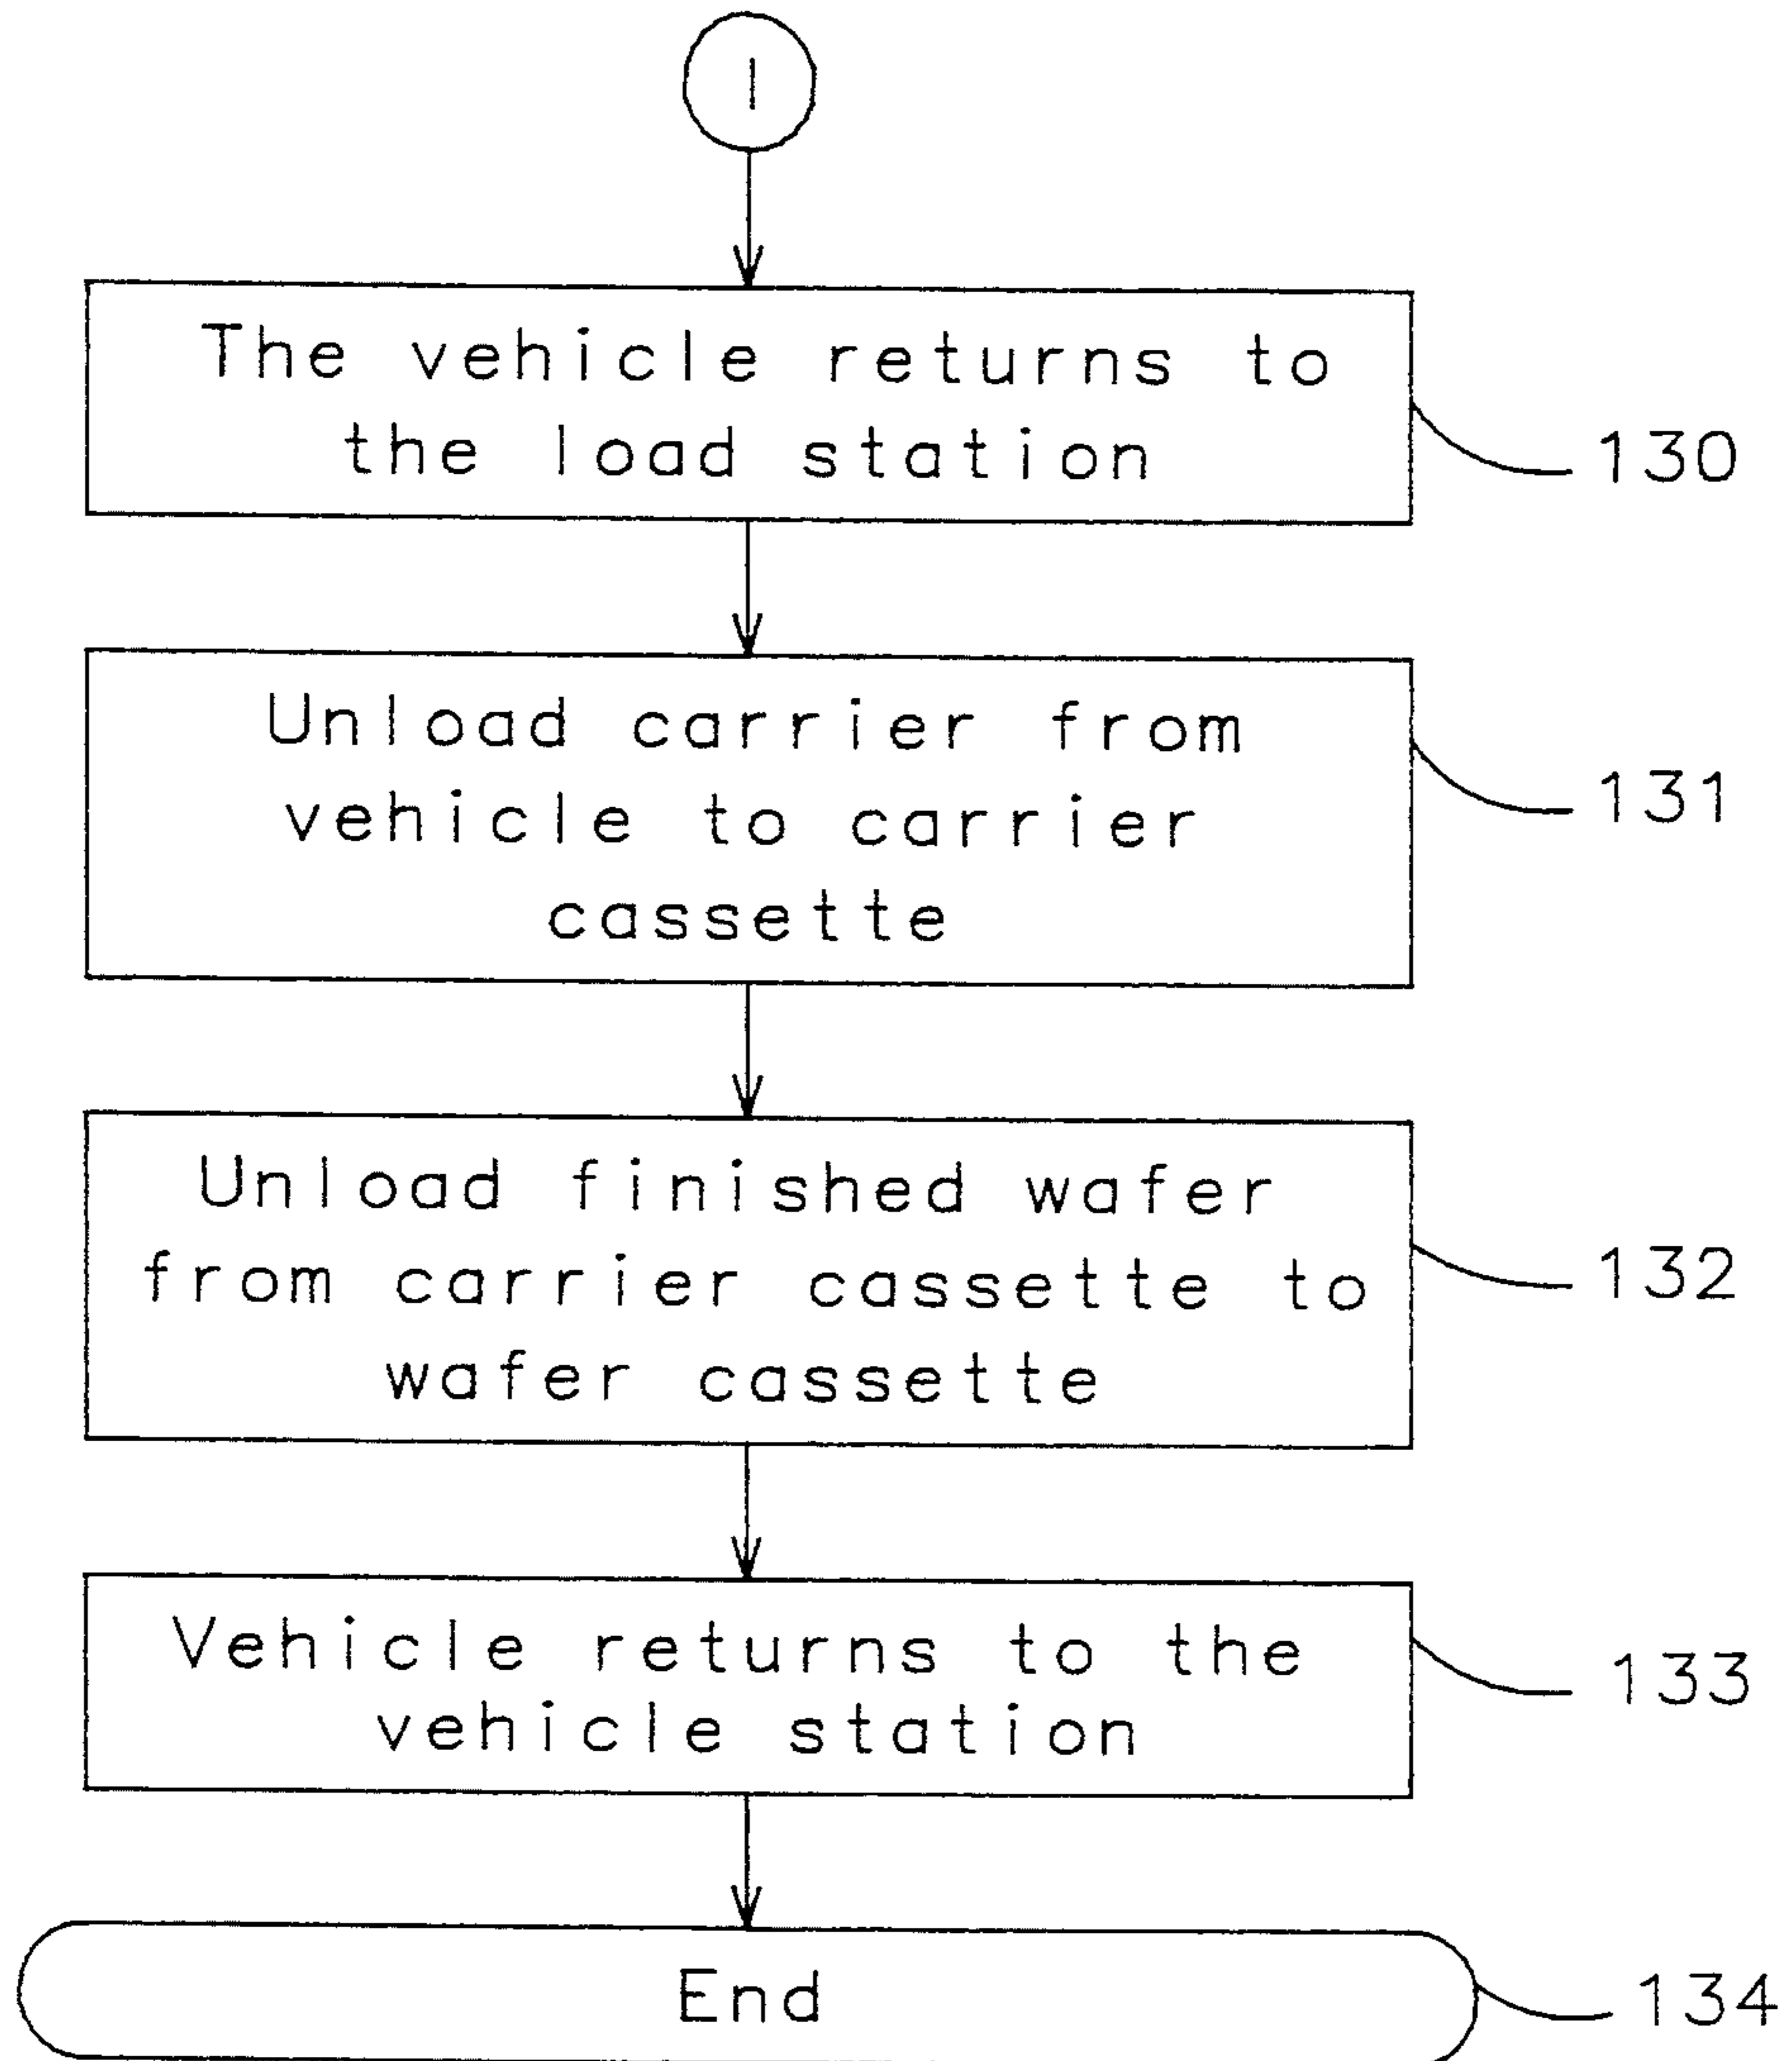 1
The vehicle returns to
the load station
130
Unload carrier from
vehicle to carrier
cassette
131
Unload finished wafer
from carrier cassette to
wafer cassette
132
Vehicle returns to the
vehicle station
133
End
134